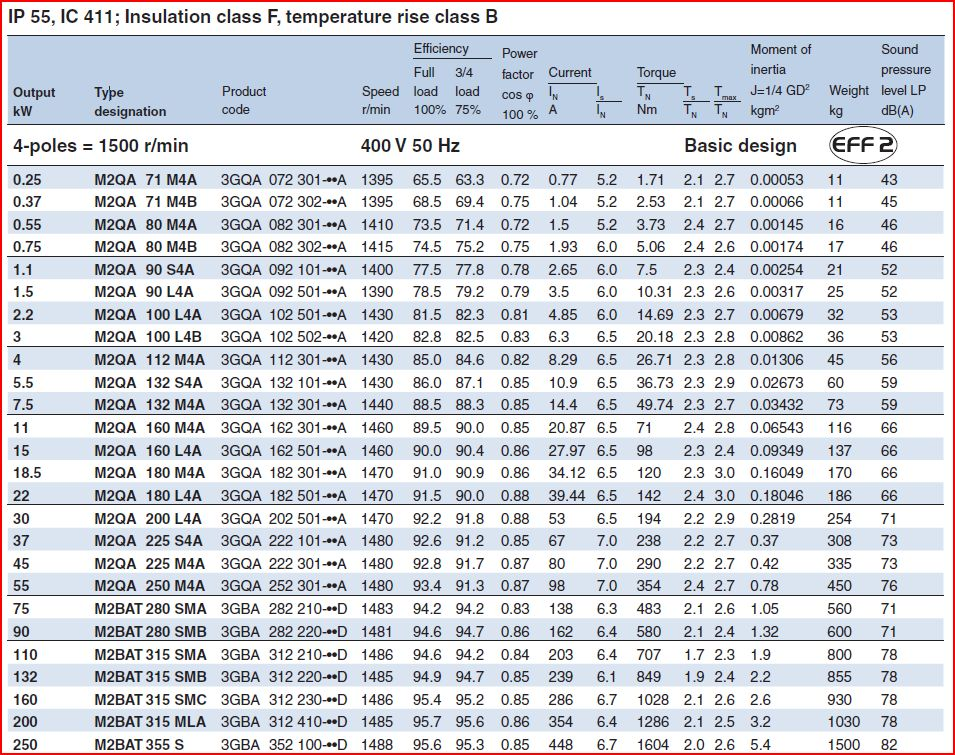 IP 55, IC 411; Insulation class F, temperature rise class B
Efficiency Power Moment of Sound
Full 3/4 factor Current Torque inertia pressure
Output Type Product Speed load load cos φ I_N I_s T_N T_s T_max J=1/4 GD² Weight level LP
kW designation code r/min 100% 75% 100 % A I_N Nm T_N T_N kgm² kg dB(A)
4-poles = 1500 r/min 400 V 50 Hz Basic design EFF 2
0.25 M2QA 71 M4A 3GQA 072 301-••A 1395 65.5 63.3 0.72 0.77 5.2 1.71 2.1 2.7 0.00053 11 43
0.37 M2QA 71 M4B 3GQA 072 302-••A 1395 68.5 69.4 0.75 1.04 5.2 2.53 2.1 2.7 0.00066 11 45
0.55 M2QA 80 M4A 3GQA 082 301-••A 1410 73.5 71.4 0.72 1.5 5.2 3.73 2.4 2.7 0.00145 16 46
0.75 M2QA 80 M4B 3GQA 082 302-••A 1415 74.5 75.2 0.75 1.93 6.0 5.06 2.4 2.6 0.00174 17 46
1.1 M2QA 90 S4A 3GQA 092 101-••A 1400 77.5 77.8 0.78 2.65 6.0 7.5 2.3 2.4 0.00254 21 52
1.5 M2QA 90 L4A 3GQA 092 501-••A 1390 78.5 79.2 0.79 3.5 6.0 10.31 2.3 2.6 0.00317 25 52
2.2 M2QA 100 L4A 3GQA 102 501-••A 1430 81.5 82.3 0.81 4.85 6.0 14.69 2.3 2.7 0.00679 32 53
3 M2QA 100 L4B 3GQA 102 502-••A 1420 82.8 82.5 0.83 6.3 6.5 20.18 2.3 2.8 0.00862 36 53
4 M2QA 112 M4A 3GQA 112 301-••A 1430 85.0 84.6 0.82 8.29 6.5 26.71 2.3 2.8 0.01306 45 56
5.5 M2QA 132 S4A 3GQA 132 101-••A 1430 86.0 87.1 0.85 10.9 6.5 36.73 2.3 2.9 0.02673 60 59
7.5 M2QA 132 M4A 3GQA 132 301-••A 1440 88.5 88.3 0.85 14.4 6.5 49.74 2.3 2.7 0.03432 73 59
11 M2QA 160 M4A 3GQA 162 301-••A 1460 89.5 90.0 0.85 20.87 6.5 71 2.4 2.8 0.06543 116 66
15 M2QA 160 L4A 3GQA 162 501-••A 1460 90.0 90.4 0.86 27.97 6.5 98 2.3 2.4 0.09349 137 66
18.5 M2QA 180 M4A 3GQA 182 301-••A 1470 91.0 90.9 0.86 34.12 6.5 120 2.3 3.0 0.16049 170 66
22 M2QA 180 L4A 3GQA 182 501-••A 1470 91.5 90.0 0.88 39.44 6.5 142 2.4 3.0 0.18046 186 66
30 M2QA 200 L4A 3GQA 202 501-••A 1470 92.2 91.8 0.88 53 6.5 194 2.2 2.9 0.2819 254 71
37 M2QA 225 S4A 3GQA 222 101-••A 1480 92.6 91.2 0.85 67 7.0 238 2.2 2.7 0.37 308 73
45 M2QA 225 M4A 3GQA 222 301-••A 1480 92.8 91.7 0.87 80 7.0 290 2.2 2.7 0.42 335 73
55 M2QA 250 M4A 3GQA 252 301-••A 1480 93.4 91.3 0.87 98 7.0 354 2.4 2.7 0.78 450 76
75 M2BAT 280 SMA 3GBA 282 210-••D 1483 94.2 94.2 0.83 138 6.3 483 2.1 2.6 1.05 560 71
90 M2BAT 280 SMB 3GBA 282 220-••D 1481 94.6 94.7 0.86 162 6.4 580 2.1 2.4 1.32 600 71
110 M2BAT 315 SMA 3GBA 312 210-••D 1486 94.6 94.2 0.84 203 6.4 707 1.7 2.3 1.9 800 78
132 M2BAT 315 SMB 3GBA 312 220-••D 1485 94.9 94.7 0.85 239 6.1 849 1.9 2.4 2.2 855 78
160 M2BAT 315 SMC 3GBA 312 230-••D 1486 95.4 95.2 0.85 286 6.7 1028 2.1 2.6 2.6 930 78
200 M2BAT 315 MLA 3GBA 312 410-••D 1485 95.7 95.6 0.86 354 6.4 1286 2.1 2.5 3.2 1030 78
250 M2BAT 355 S 3GBA 352 100-••D 1488 95.6 95.3 0.85 448 6.7 1604 2.0 2.6 5.4 1500 82